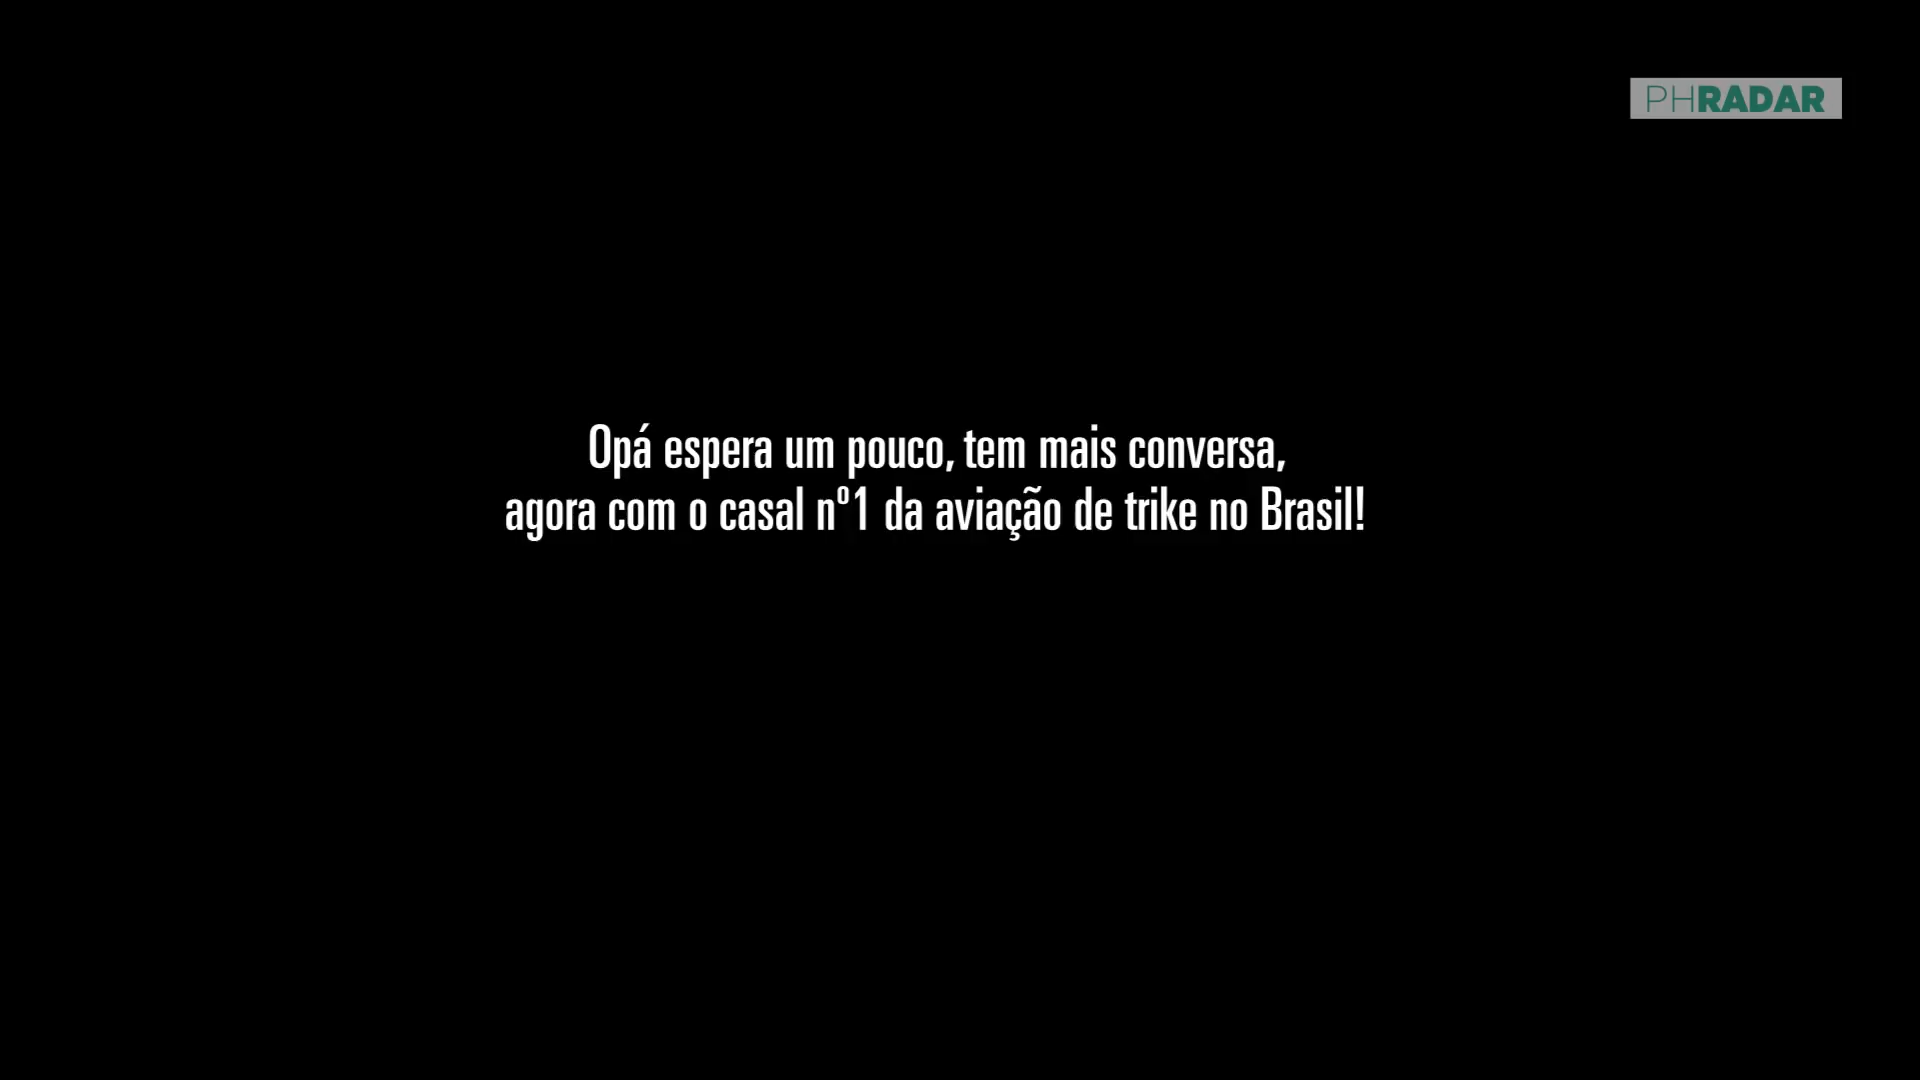 PHRADAR
Opá espera um pouco, tem mais conversa,
agora com o casal nº1 da aviação de trike no Brasil!